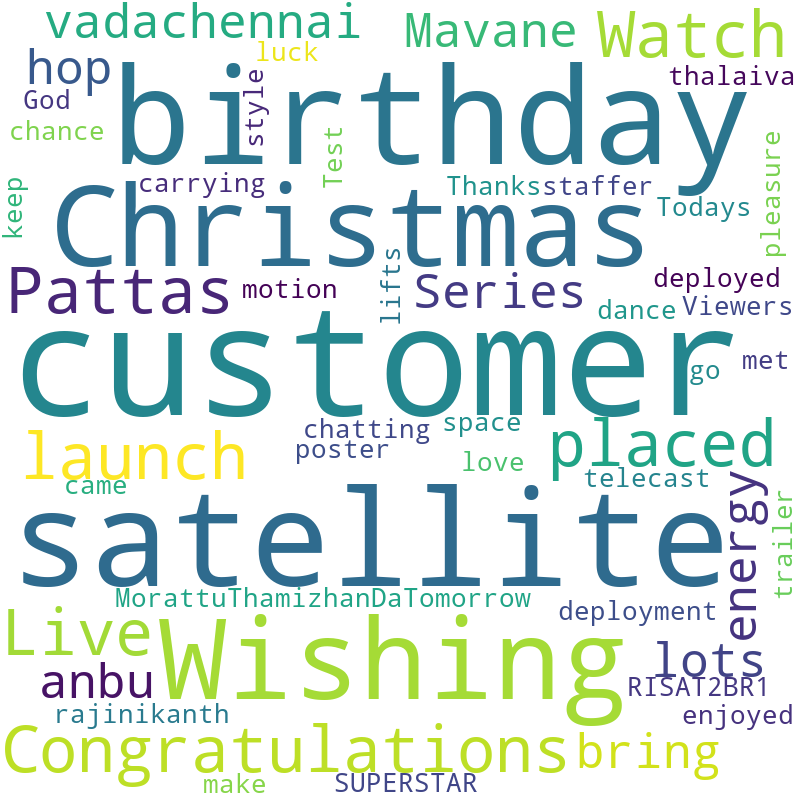 vadachennai
luck
Mavane
Watch
hop
style
thalaiva
God
birthday
chance
Test
pleasure
carrying
Thanks
staffer
keep
Christmas
Todays
lifts
Pattas
motion
Series
deployed
dance
Viewers
customer
go
met
launch
chatting
space
placed
poster
love
came
telecast
energy
satellite
trailer
MorattuThamizhanDaTomorrow
deployment
Live
Wishing
anbu
lots
RISAT2BR1
rajinikanth
enjoyed
Congratulations
bring
make
SUPERSTAR